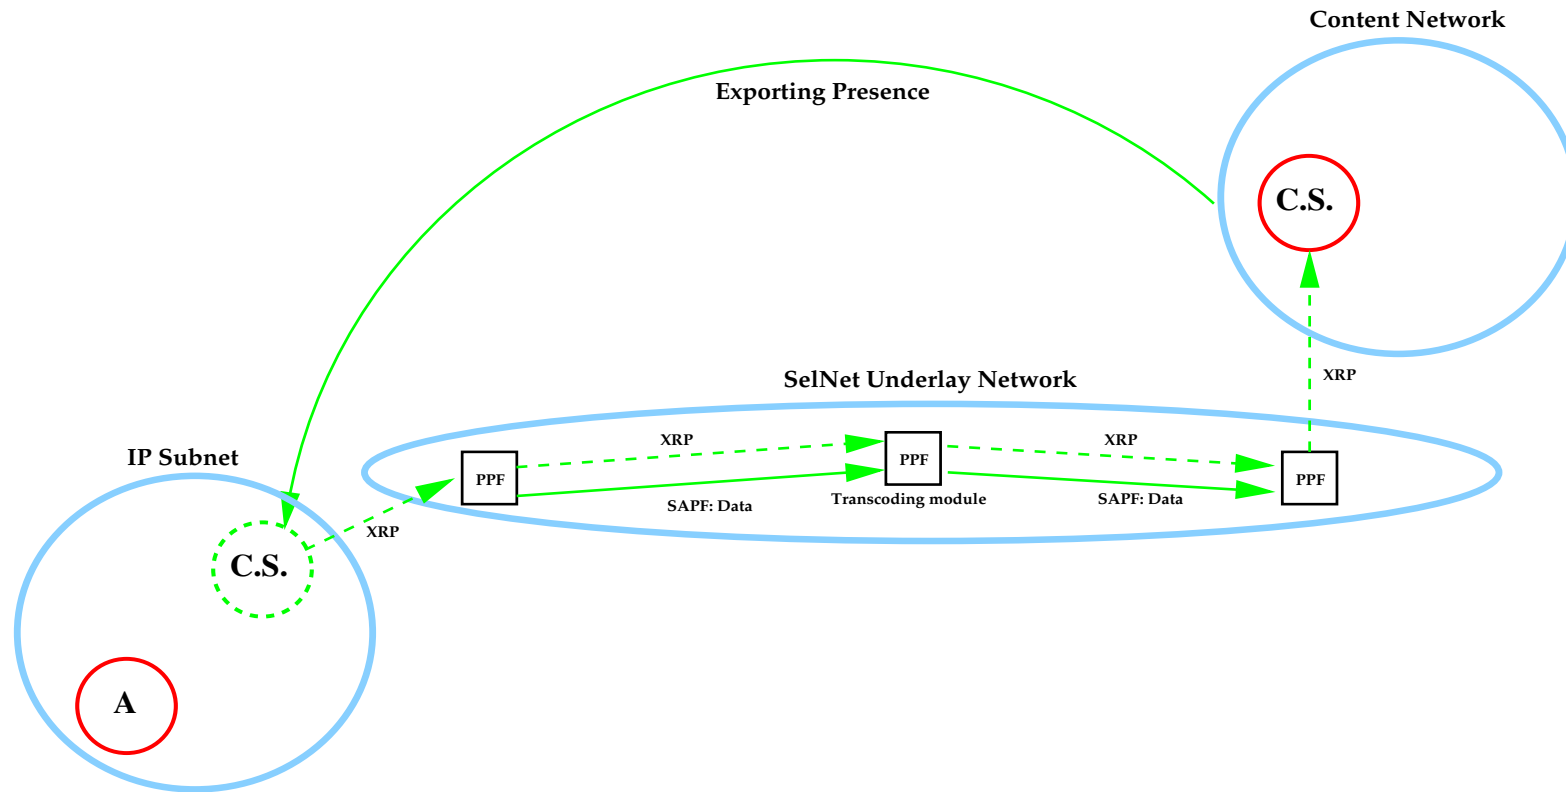 Content Network
Exporting Presence
C.S.
XRP
SelNet Underlay Network
IP Subnet
XRP
XRP
PPF
PPF
PPF
Transcoding module
SAPF: Data
SAPF: Data
XRP
C.S.
A